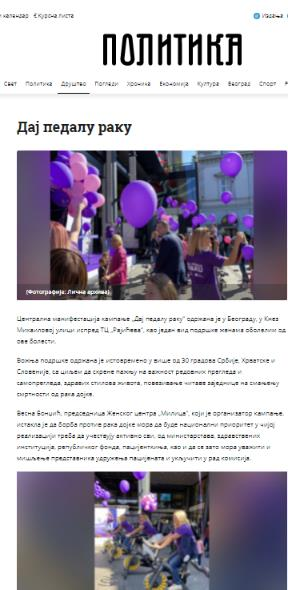 календар € Курсна листа
Издања
ПОЛИТИКА
Свет Политика Друштво Погледи Хроника Економија Култура Београд Спорт
Дај педалу раку
(Фотографије: Лична архива)
Централна манифестација кампање „Дај педалу раку“ одржана је у Београду, у Кнез
Михаиловој улици испред ТЦ „Рајићева“, као један вид подршке женама оболелим од
ове болести.
Вожња подршке одржана је истовремено у више од 30 градова Србије, Хрватске и
Словеније, са циљем да скрене пажњу на важност редовних прегледа и
самопрегледа, здравих стилова живота, повезивање читаве заједнице на смањењу
смртности од рака дојке.
Весна Бонџић, председница Женског центра „Милица“, који је организатор кампање,
истакла је да борба против рака дојке мора да буде национални приоритет у чијој
реализацији треба да учествују активно сви, од министарстава, здравствених
институција, републичког фонда, пацијенткиња, као и да се зато мора уважити и
мишљење представника удружења пацијената и укључити у рад комисија.